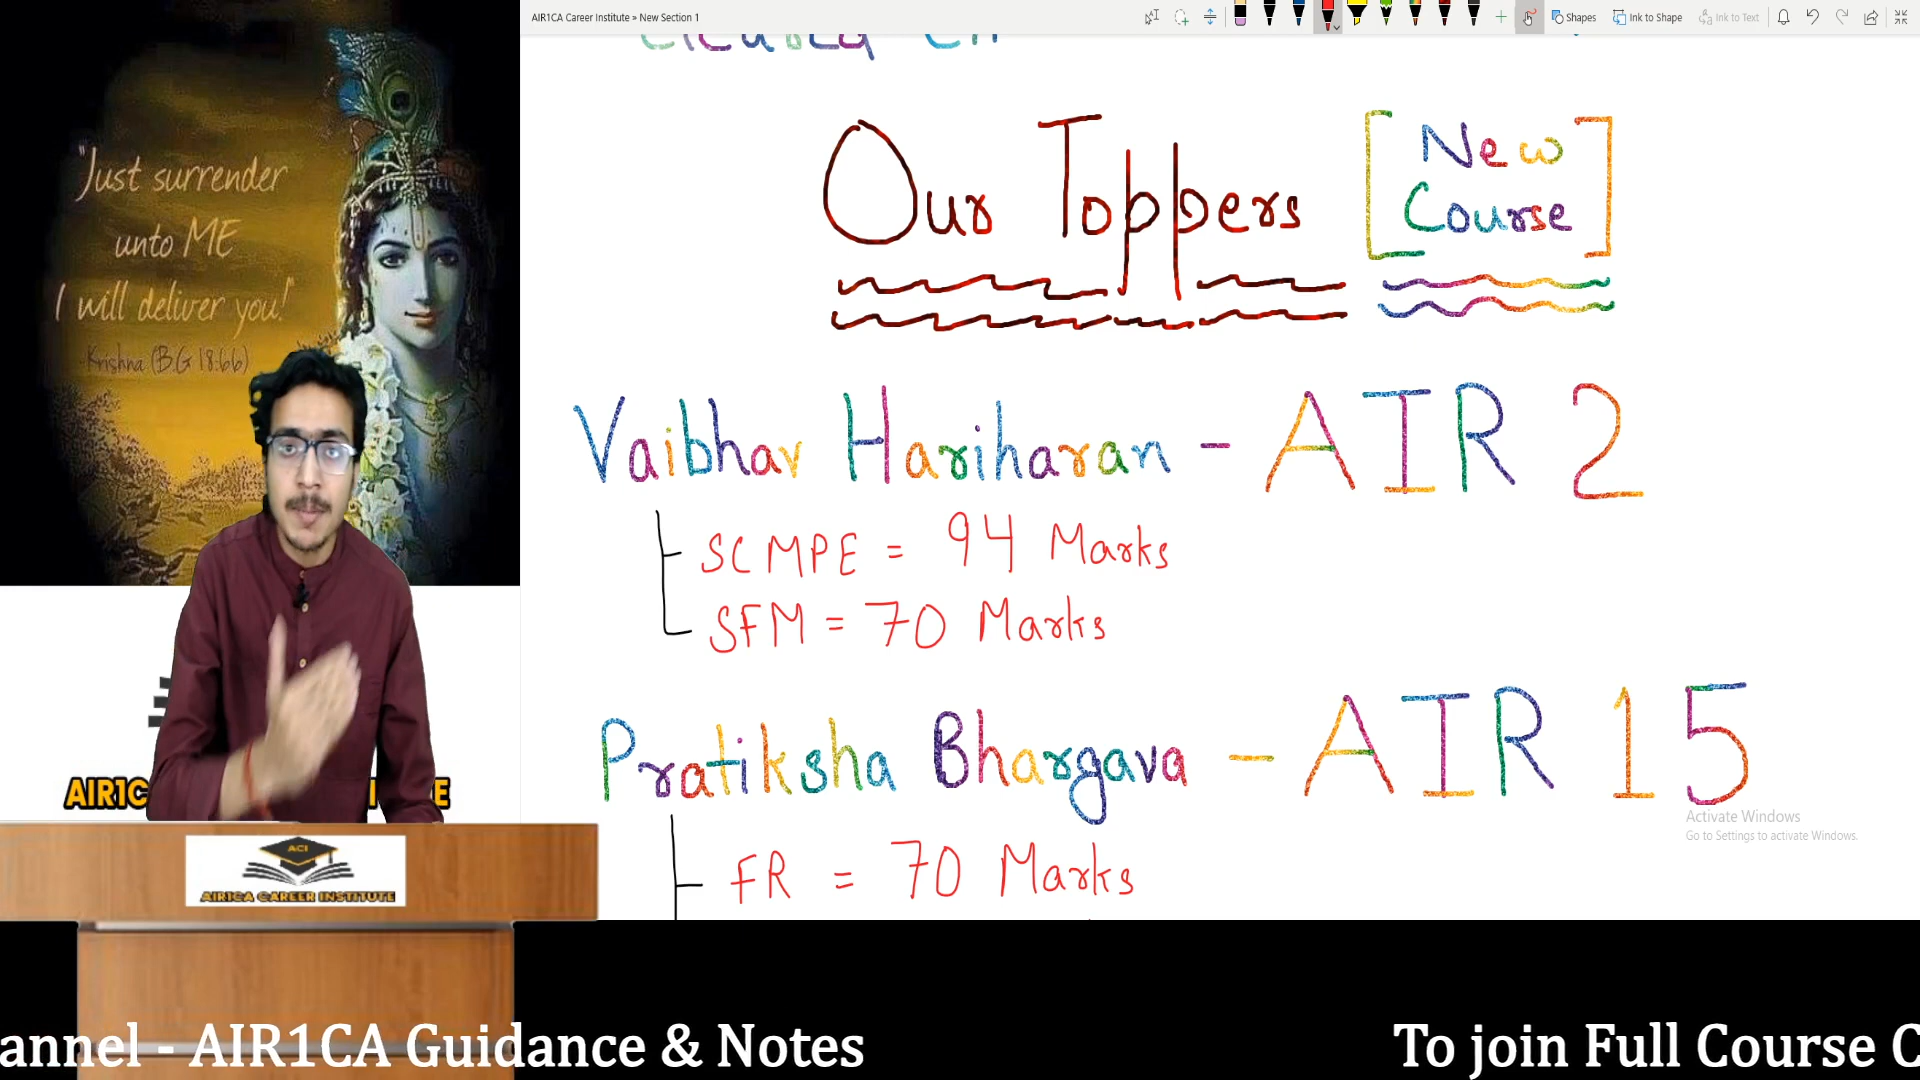 AIR1CA Career Institute » New Section 1
Shapes
Ink to Shape
Ink to Text
Our Toppers
[New Course]
"Just surrender
unto ME
I will deliver you!"
Krishna (B.G 18:66)
Vaibhav Hariharan - AIR 2
SCMPE = 94 Marks
SFM = 70 Marks
Pratiksha Bhargava - AIR 15
FR = 70 Marks
Activate Windows
Go to Settings to activate Windows.
AIR1C
E
ACI
AIR1CA CAREER INSTITUTE
annel - AIR1CA Guidance & Notes
To join Full Course C